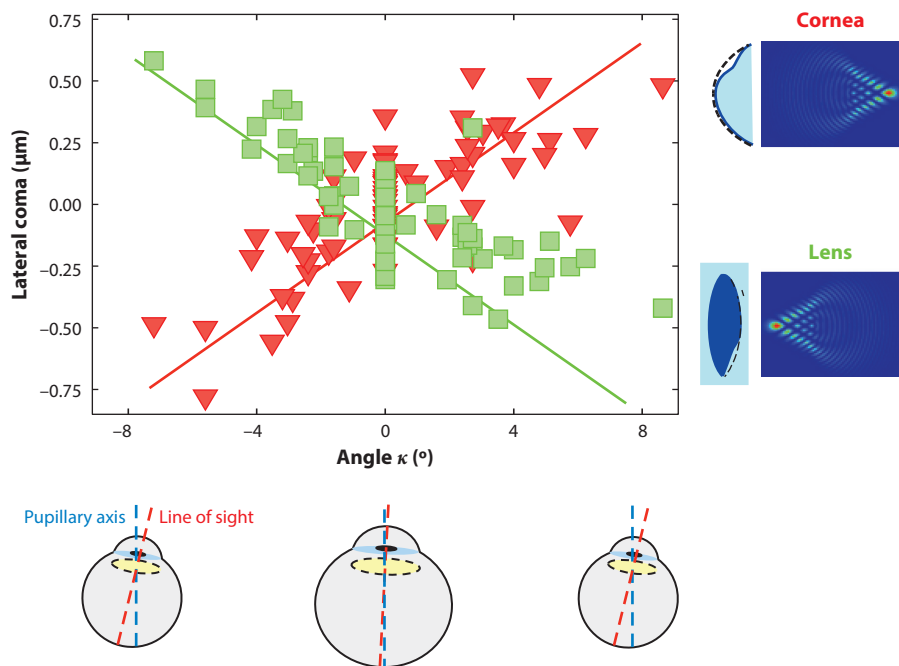 Cornea
0.75
0.50
0.25
0.00
−0.25
−0.50
−0.75
Lateral coma (μm)
Lens
−8
−4
0
4
8
Angle κ (º)
Pupillary axis
Line of sight